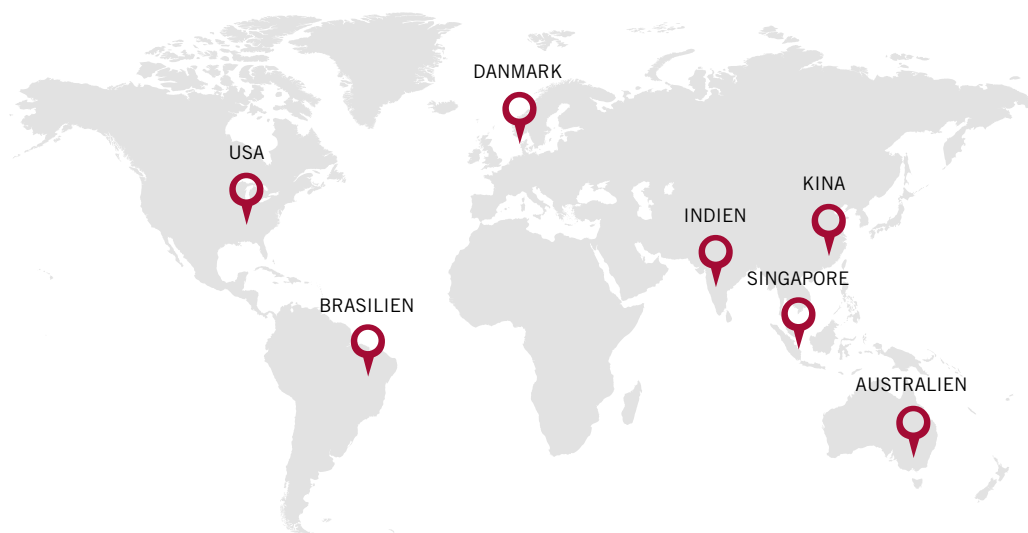 DANMARK
USA
KINA
INDIEN
SINGAPORE
BRASILIEN
AUSTRALIEN